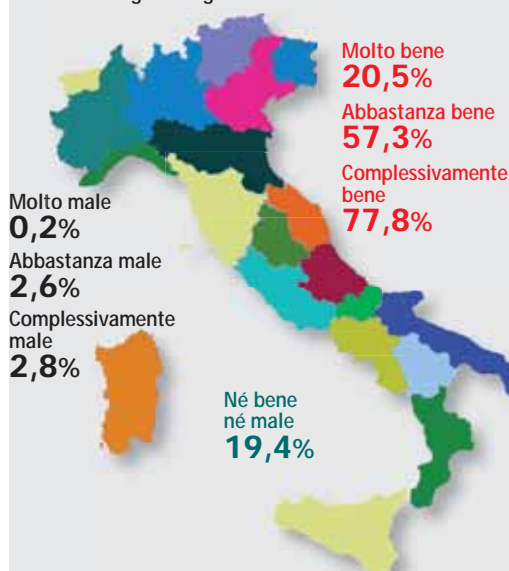 Molto bene
20,5%
Abbastanza bene
57,3%
Complessivamente
bene
77,8%
Molto male
0,2%
Abbastanza male
2,6%
Complessivamente
male
2,8%
Né bene
né male
19,4%